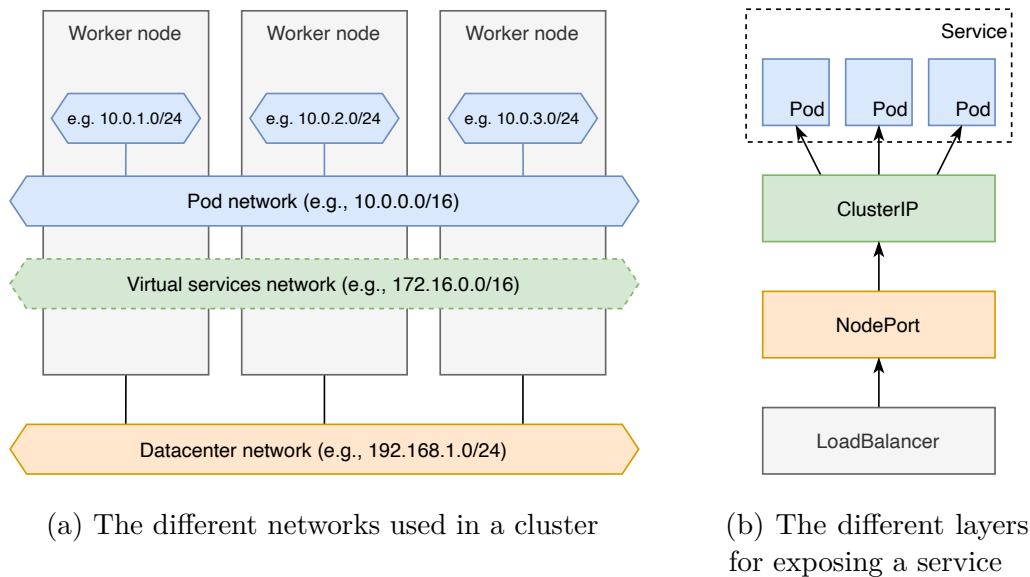 Worker node
Worker node
Worker node
e.g. 10.0.1.0/24
e.g. 10.0.2.0/24
e.g. 10.0.3.0/24
Pod network (e.g., 10.0.0.0/16)
Virtual services network (e.g., 172.16.0.0/16)
Datacenter network (e.g., 192.168.1.0/24)
(a) The different networks used in a cluster
Service
Pod
Pod
Pod
ClusterIP
NodePort
LoadBalancer
(b) The different layers
for exposing a service